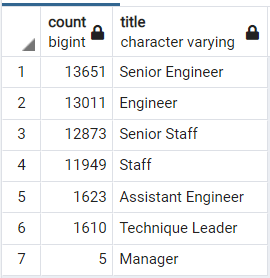 count title
bigint character varying
1 13651 Senior Engineer
2 13011 Engineer
3 12873 Senior Staff
4 11949 Staff
5 1623 Assistant Engineer
6 1610 Technique Leader
7 5 Manager